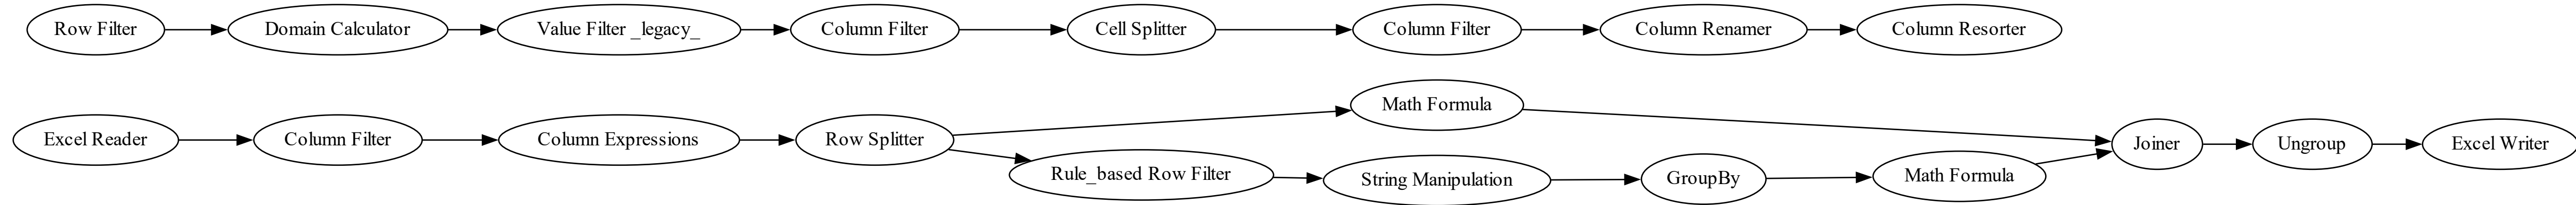 Row Filter
Domain Calculator
Value Filter _legacy_
Column Filter
Cell Splitter
Column Filter
Column Renamer
Column Resorter
Excel Reader
Column Filter
Column Expressions
Row Splitter
Math Formula
Rule_based Row Filter
String Manipulation
GroupBy
Math Formula
Joiner
Ungroup
Excel Writer